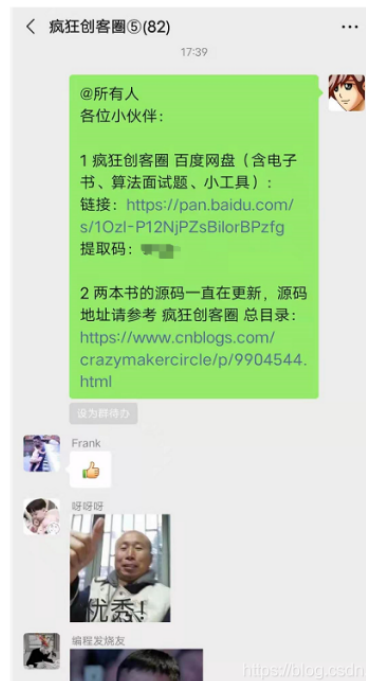 疯狂创客圈⑤(82)
17:39
@所有人
各位小伙伴：
1 疯狂创客圈 百度网盘（含电子
书、算法面试题、小工具）：
链接：https://pan.baidu.com/
s/1OzI-P12NjPZsBilorBPzfg
提取码：
2 两本书的源码一直在更新，源码
地址请参考 疯狂创客圈 总目录：
https://www.cnblogs.com/
crazymakercircle/p/9904544.
html
设为群待办
Frank
呀呀呀
优秀！
编程发烧友
https://blog.csdn